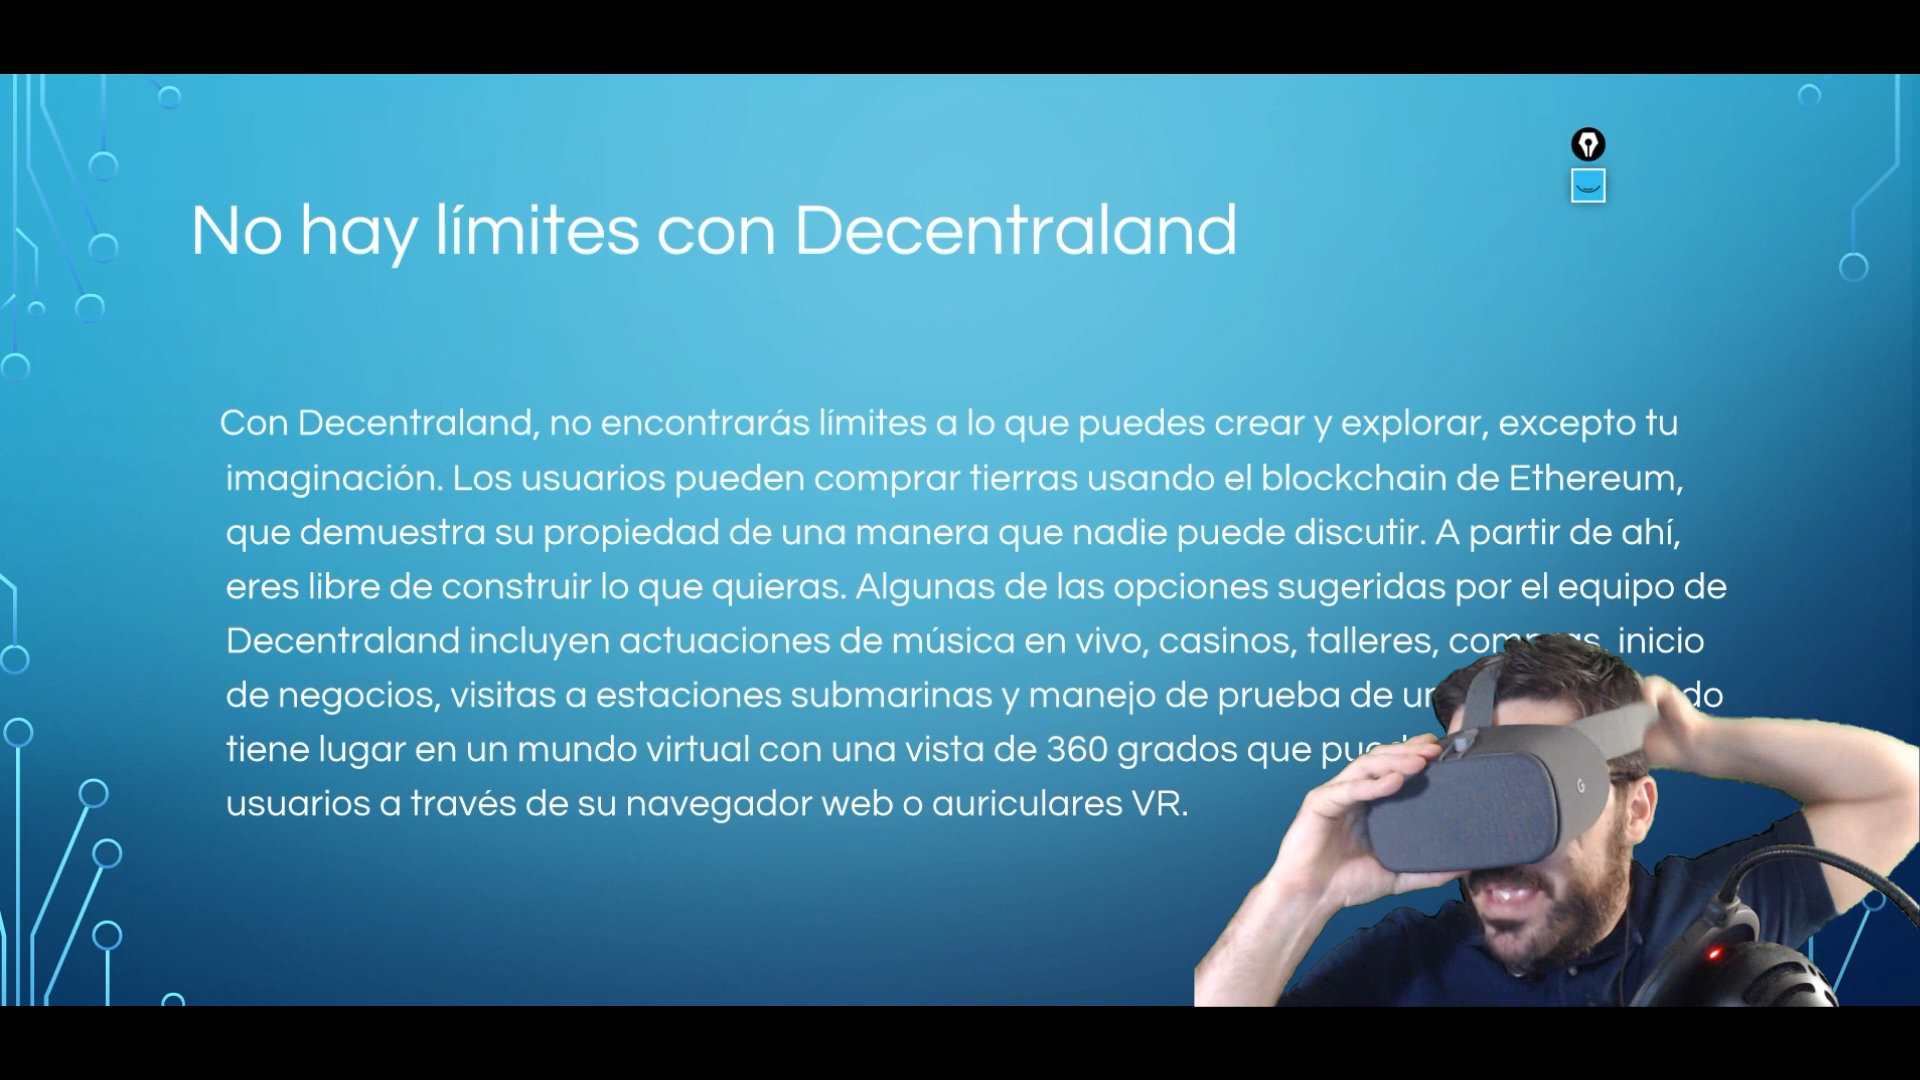 No hay límites con Decentraland
Con Decentraland, no encontrarás límites a lo que puedes crear y explorar, excepto tu
imaginación. Los usuarios pueden comprar tierras usando el blockchain de Ethereum,
que demuestra su propiedad de una manera que nadie puede discutir. A partir de ahí,
eres libre de construir lo que quieras. Algunas de las opciones sugeridas por el equipo de
Decentraland incluyen actuaciones de música en vivo, casinos, talleres, inicio
de negocios, visitas a estaciones submarinas y manejo de prueba de
tiene lugar en un mundo virtual con una vista de 360 grados que
usuarios a través de su navegador web o auriculares VR.
G